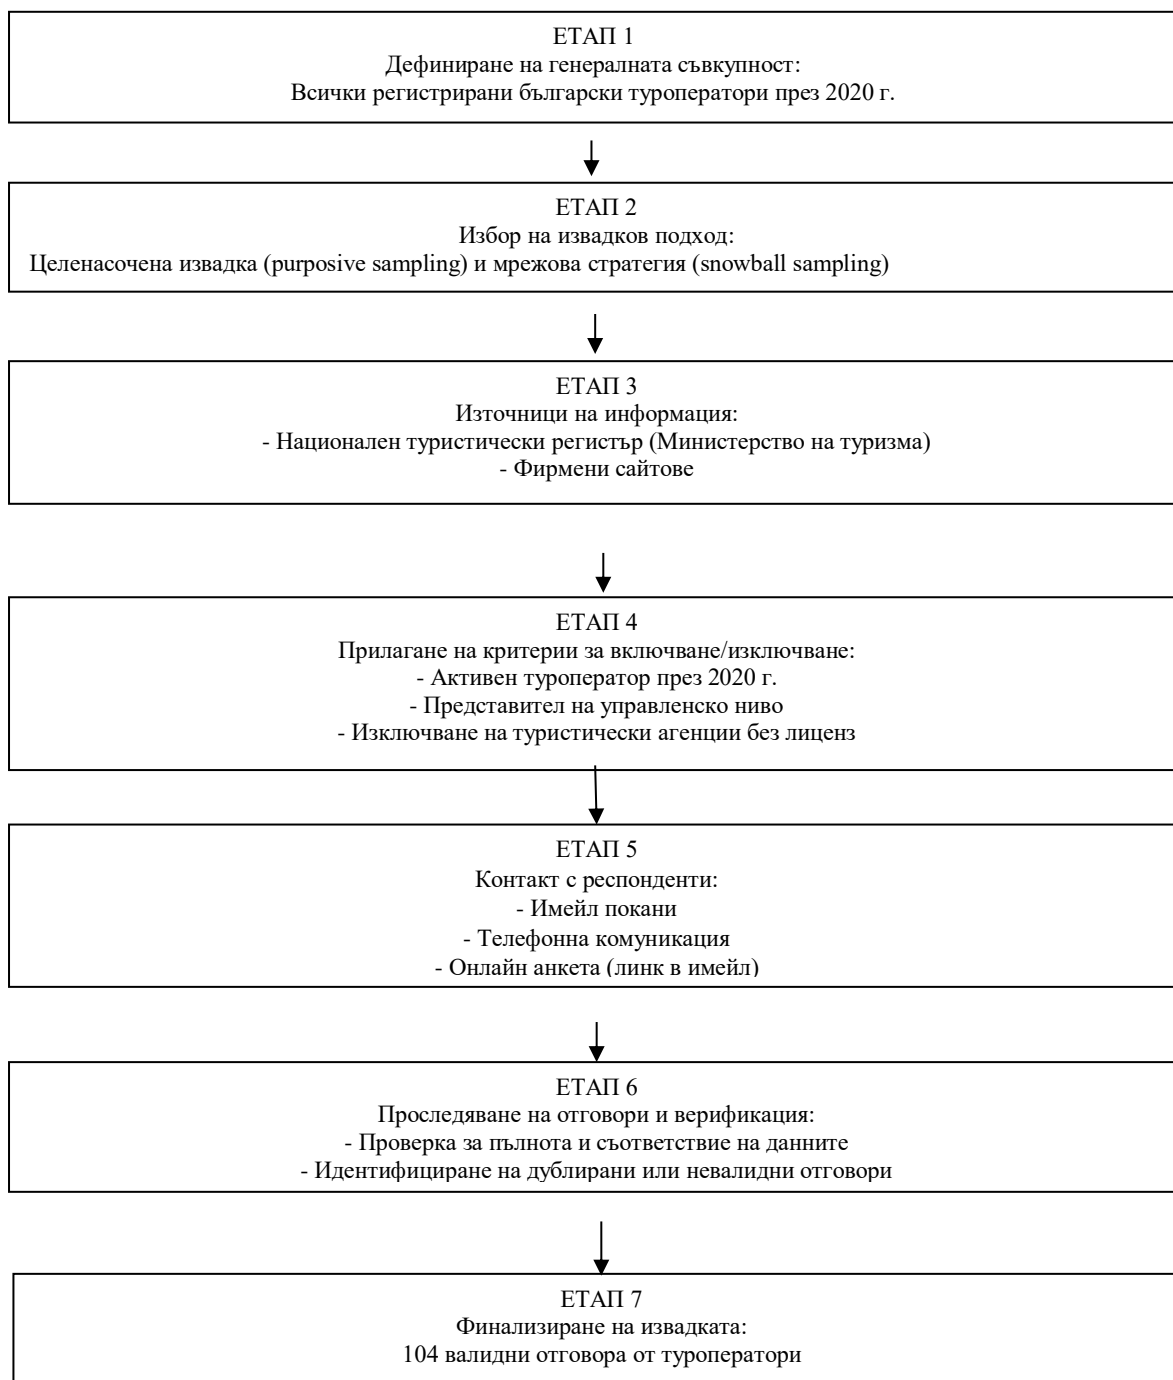 ЕТАП 1
Дефиниране на генералната съвкупност:
Всички регистрирани български туроператори през 2020 г.
ЕТАП 2
Избор на извадков подход:
Целенасочена извадка (purposive sampling) и мрежова стратегия (snowball sampling)
ЕТАП 3
Източници на информация:
- Национален туристически регистър (Министерство на туризма)
- Фирмени сайтове
ЕТАП 4
Прилагане на критерии за включване/изключване:
- Активен туроператор през 2020 г.
- Представител на управленско ниво
- Изключване на туристически агенции без лиценз
ЕТАП 5
Контакт с респонденти:
- Имейл покани
- Телефонна комуникация
- Онлайн анкета (линк в имейл)
ЕТАП 6
Проследяване на отговори и верификация:
- Проверка за пълнота и съответствие на данните
- Идентифициране на дублирани или невалидни отговори
ЕТАП 7
Финализиране на извадката:
104 валидни отговора от туроператори